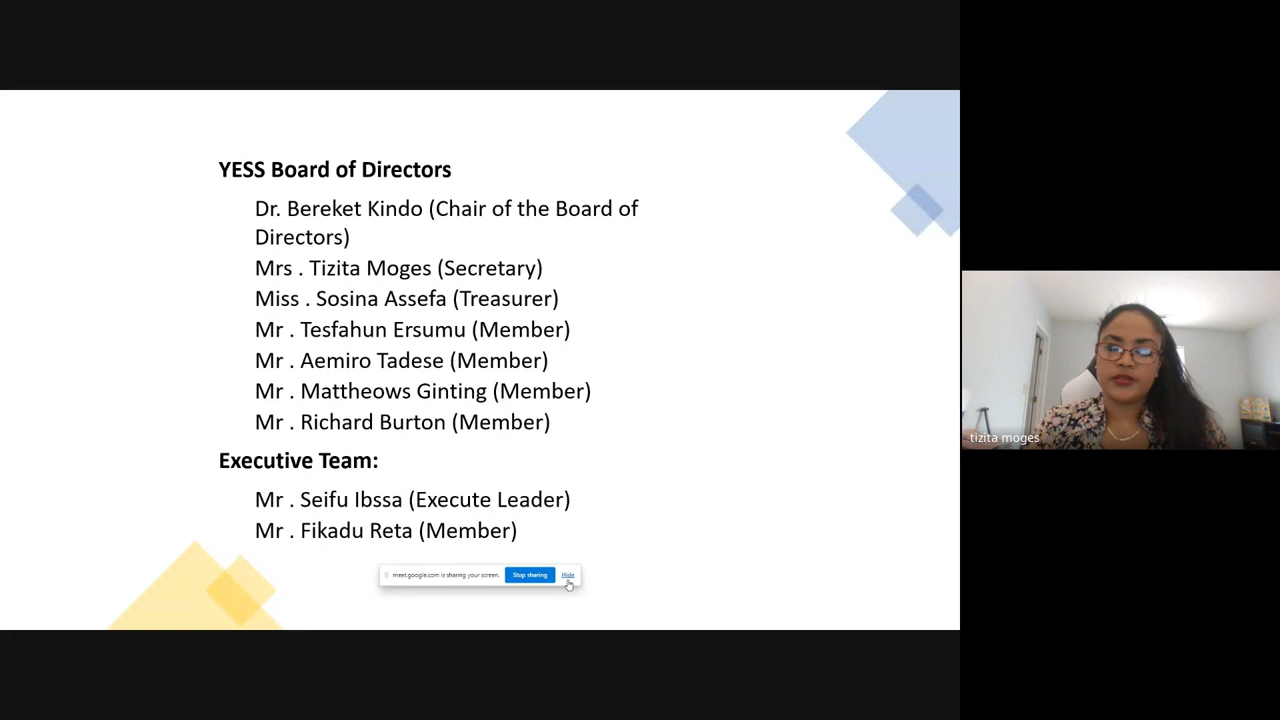 YESS Board of Directors
Dr. Bereket Kindo (Chair of the Board of
Directors)
Mrs . Tizita Moges (Secretary)
Miss . Sosina Assefa (Treasurer)
Mr . Tesfahun Ersumu (Member)
Mr . Aemiro Tadese (Member)
Mr . Mattheows Ginting (Member)
Mr . Richard Burton (Member)
Executive Team:
Mr . Seifu Ibssa (Execute Leader)
Mr . Fikadu Reta (Member)
meet.google.com is sharing your screen. Stop sharing Hide
tizita moges